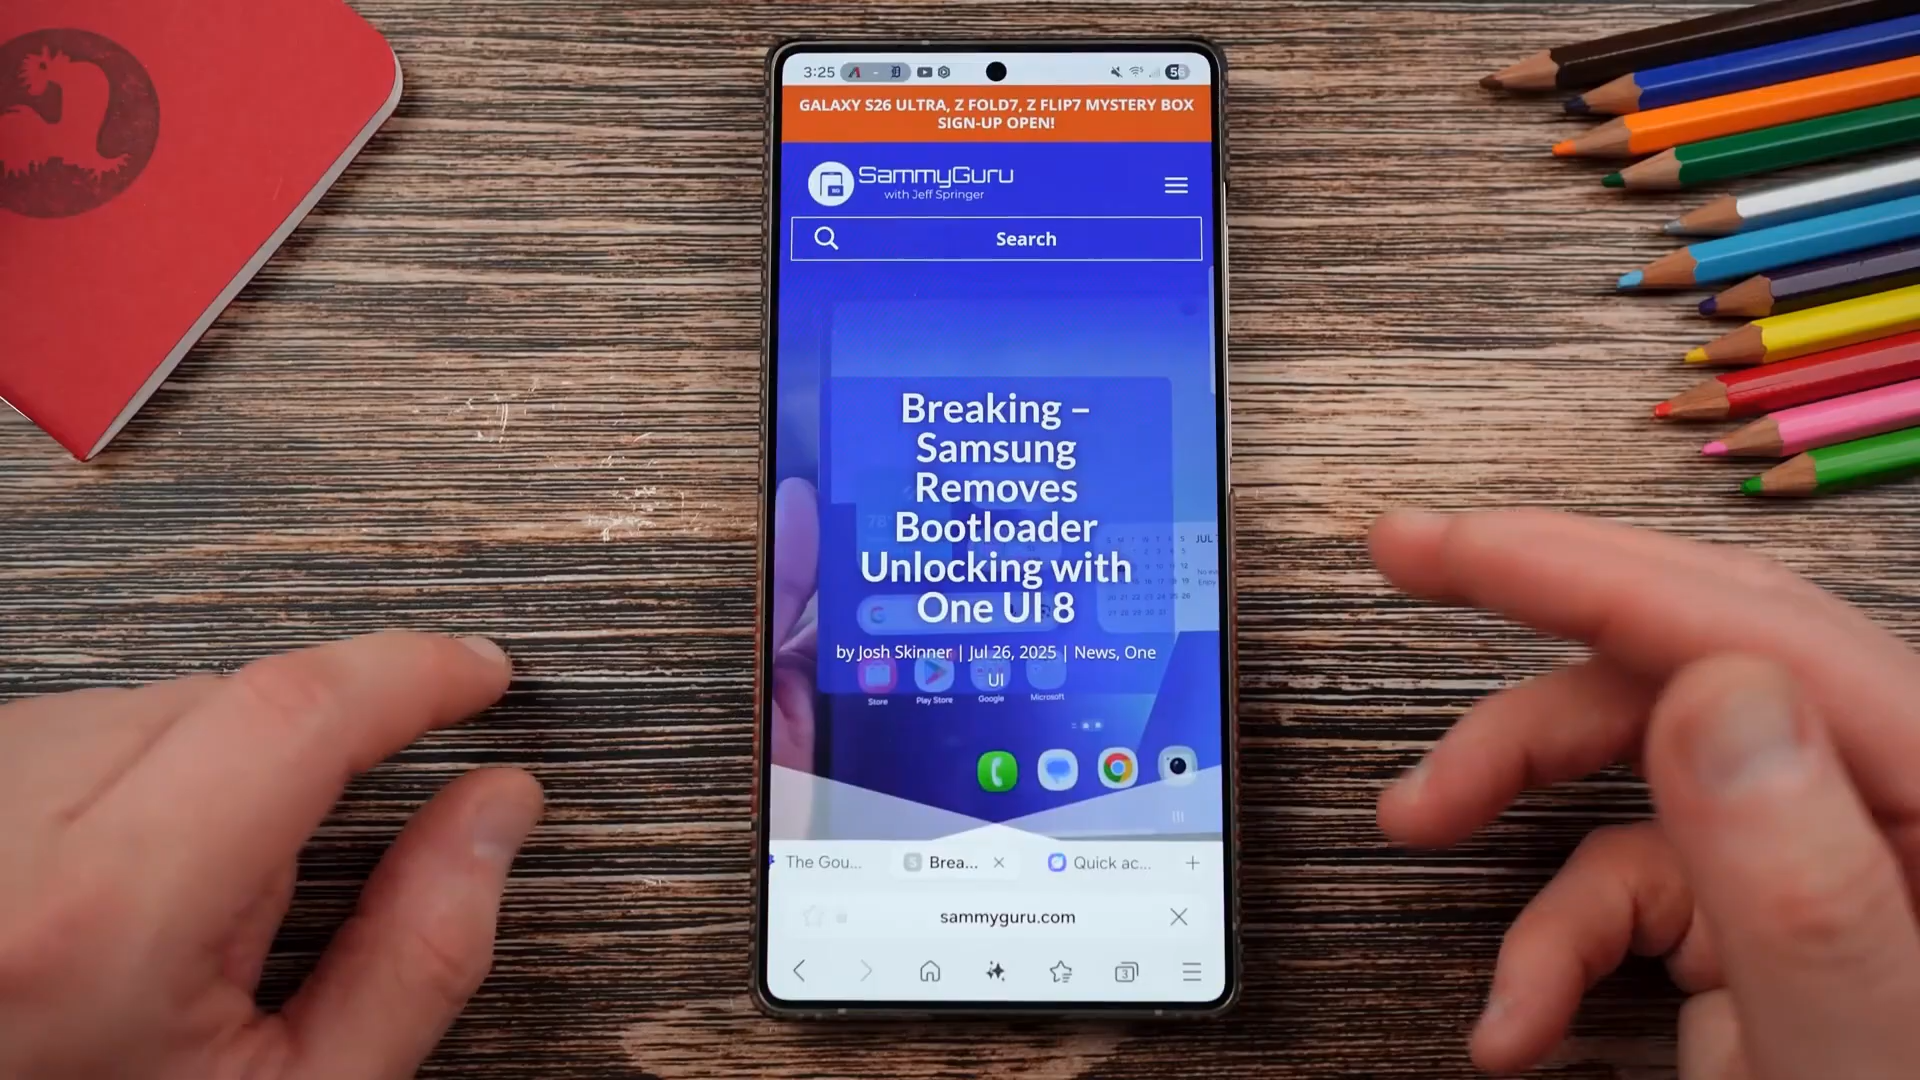 3:25
GALAXY S26 ULTRA, Z FOLD7, Z FLIP7 MYSTERY BOX
SIGN-UP OPEN!
SammyGuru
with Jeff Springer
Search
Breaking –
Samsung
Removes
Bootloader
Unlocking with
One UI 8
by Josh Skinner | Jul 26, 2025 | News, One
UI
JUL
Store
Play Store
Google
Microsoft
The Gou...
S Brea...
Quick ac...
sammyguru.com
3